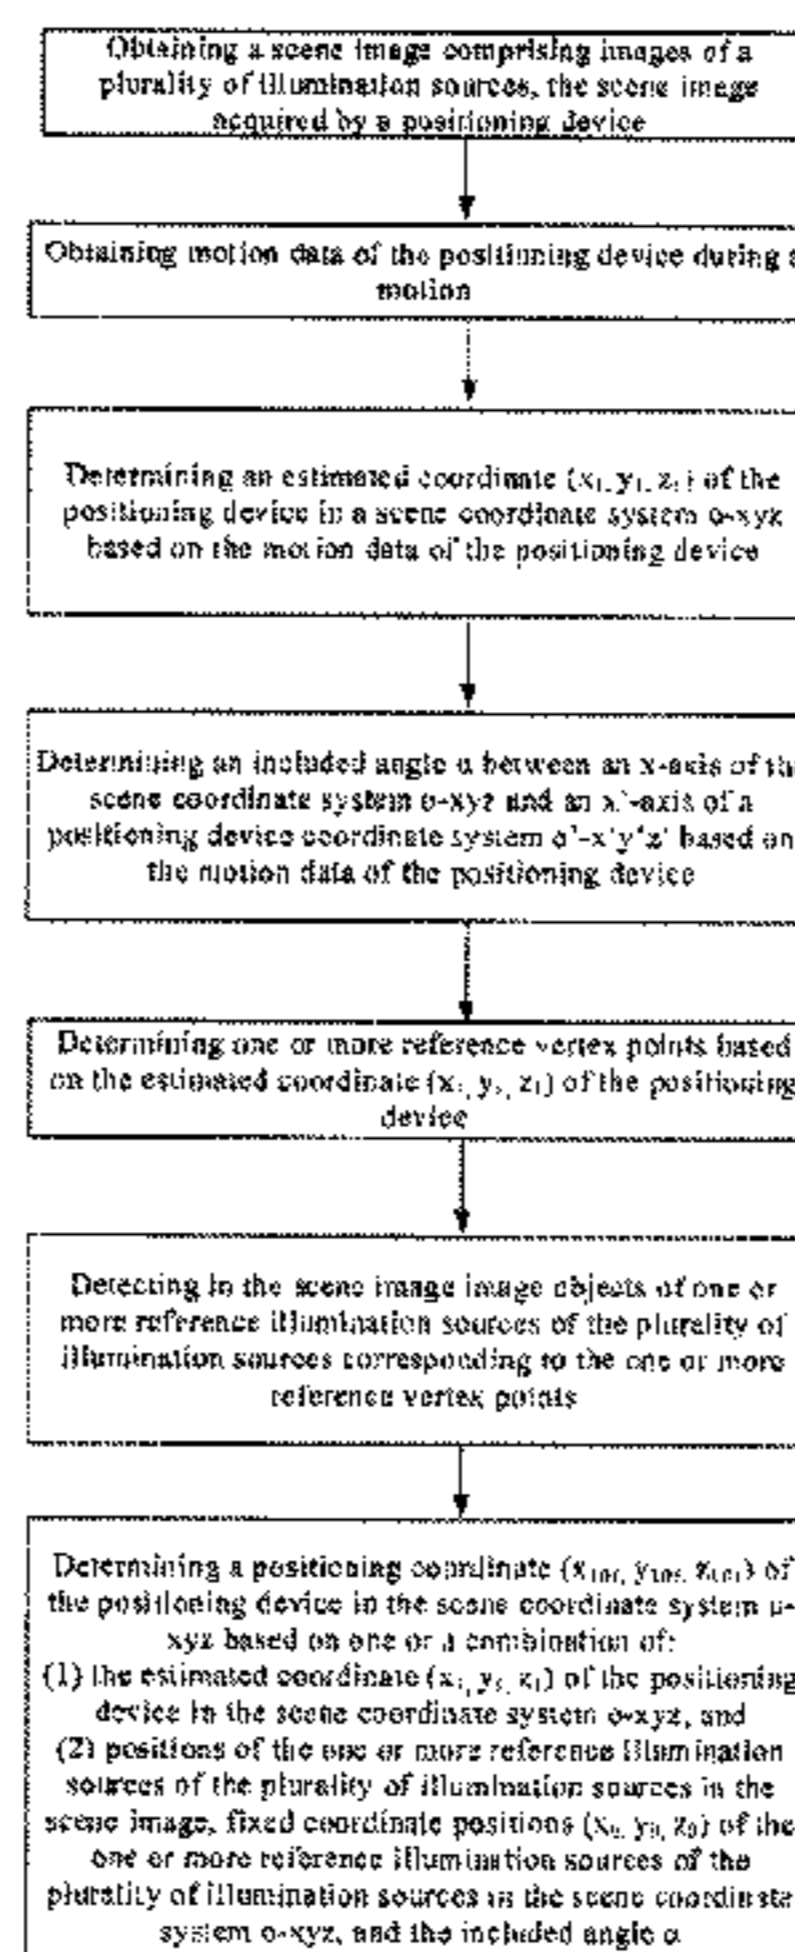 Obtaining a scene image comprising images of a
plurality of illumination sources, the scene image
acquired by a positioning device
Obtaining motion data of the positioning device during a
motion
Determining an estimated coordinate (x₁, y₁, z₁) of the
positioning device in a scene coordinate system o-xyz
based on the motion data of the positioning device
Determining an included angle α between an x-axis of the
scene coordinate system o-xyz and an x'-axis of a
positioning device coordinate system o'-x'y'z' based on
the motion data of the positioning device
Determining one or more reference vertex points based
on the estimated coordinate (x₁, y₁, z₁) of the positioning
device
Detecting in the scene image image objects of one or
more reference illumination sources of the plurality of
illumination sources corresponding to the one or more
reference vertex points
Determining a positioning coordinate of
the positioning device in the scene coordinate system o-
xyz based on one or a combination of:
(1) the estimated coordinate (x₁, y₁, z₁) of the positioning
device in the scene coordinate system o-xyz, and
(2) positions of the one or more reference illumination
sources of the plurality of illumination sources in the
scene image, fixed coordinate positions (x₀, y₀, z₀) of the
one or more reference illumination sources of the
plurality of illumination sources in the scene coordinate
system o-xyz, and the included angle α